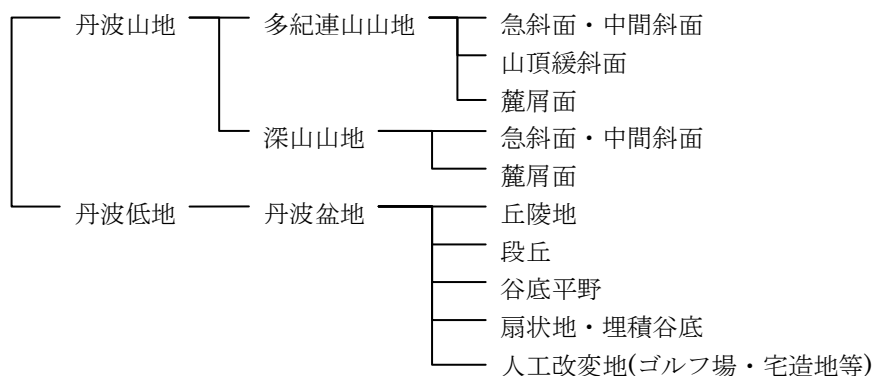 丹波山地 多紀連山山地 急斜面・中間斜面
山頂緩斜面
麓屑面
深山山地 急斜面・中間斜面
麓屑面
丹波低地 丹波盆地 丘陵地
段丘
谷底平野
扇状地・埋積谷底
人工改変地(ゴルフ場・宅造地等)